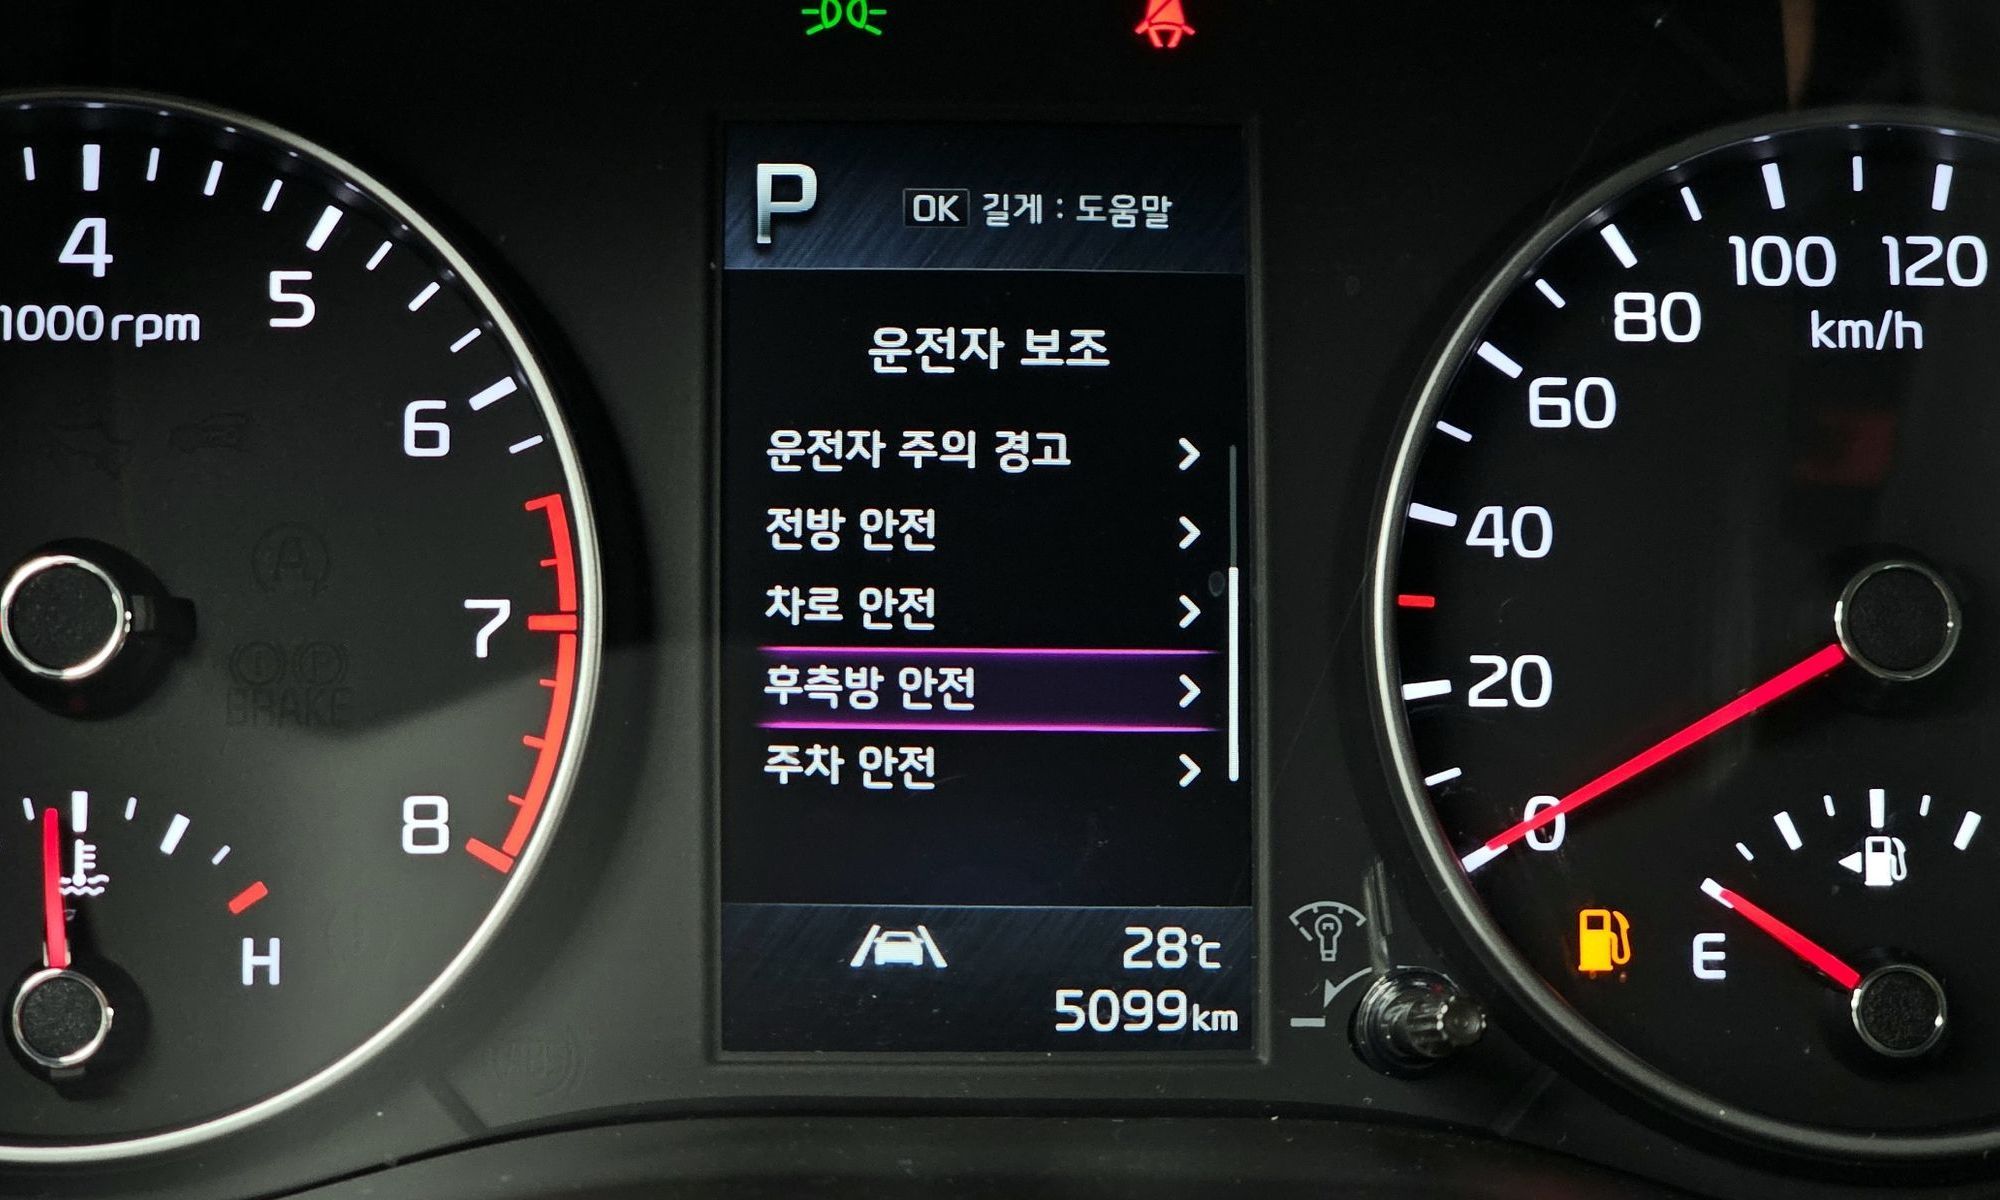 P
OK 길게 : 도움말
운전자 보조
운전자 주의 경고
전방 안전
차로 안전
후측방 안전
주차 안전
28℃
5099km
4
5
6
7
8
1000rpm
H
0
20
40
60
80
100
120
km/h
E
BRAKE